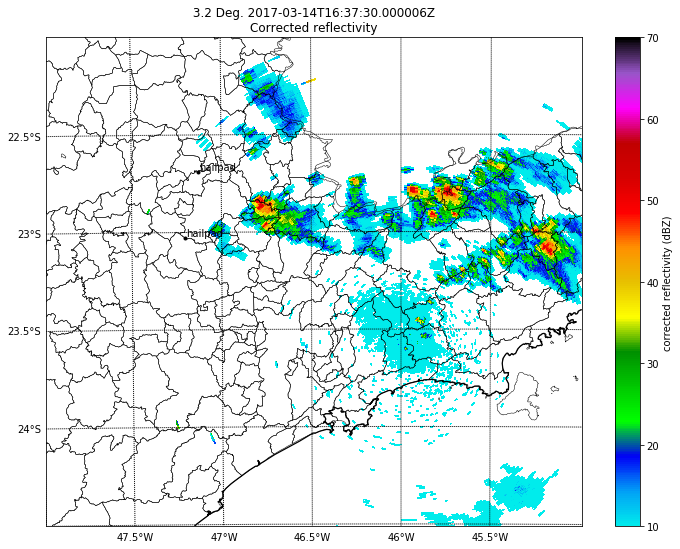 3.2 Deg. 2017-03-14T16:37:30.000006Z
Corrected reflectivity
22.5°S
23°S
23.5°S
24°S
hailpad
hailpad
47.5°W
47°W
46.5°W
46°W
45.5°W
70
60
50
40
30
20
10
corrected reflectivity (dBZ)